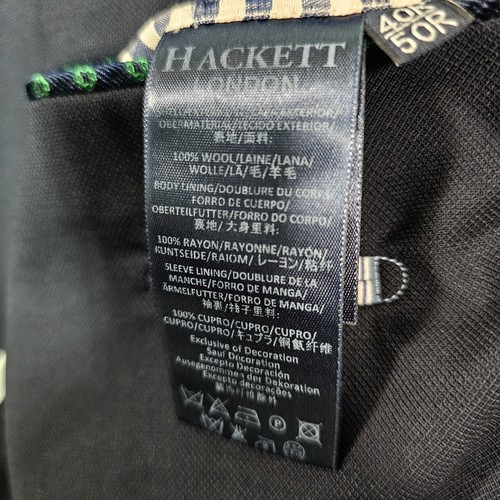 HACKETT
LONDON
40R
50R
OBERMATERIAL/TECIDO EXTERIOR/
面料:
100% WOOL/LAINE/LANA/
WOLLE/LÃ/毛/羊毛
BODY LINING/DOUBLURE DU CORPS/
FORRO DE CUERPO/
OBERTEILFUTTER/FORRO DO CORPO/
裏地/大身里料:
100% RAYON/RAYONNE/RAYON/
KUNTSEIDE/RAIOM/レーヨン/粘纤
SLEEVE LINING/DOUBLURE DE LA
MANCHE/FORRO DE MANGA/
ÄRMELFUTTER/FORRO DE MANGA/
袖裏/袖子里料:
100% CUPRO/CUPRO/CUPRO/
CUPRO/CUPRO/キュプラ/铜氨纤维
Exclusive of Decoration
Sauf Décoration
Excepto Decoración
Ausgenommen der Dekoration
Excepto Decoração